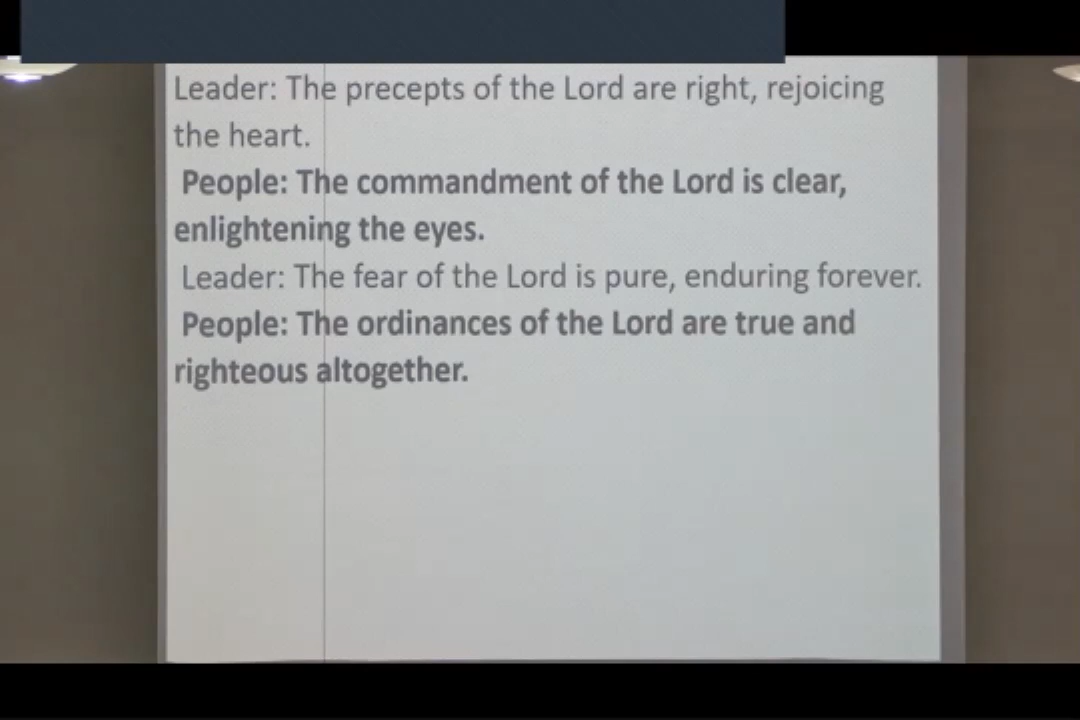 Leader: The precepts of the Lord are right, rejoicing
the heart.
People: The commandment of the Lord is clear,
enlightening the eyes.
Leader: The fear of the Lord is pure, enduring forever.
People: The ordinances of the Lord are true and
righteous altogether.